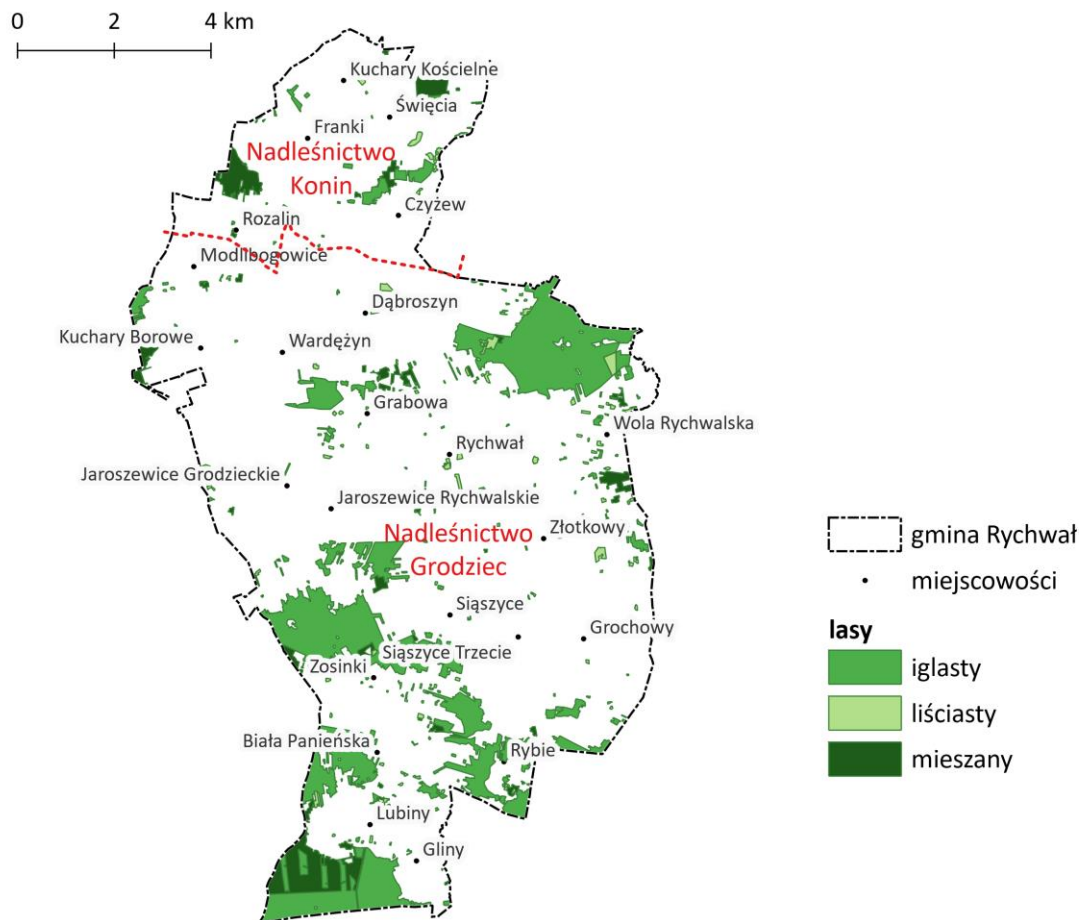 0 2 4 km
Kuchary Kościelne
Święcia
Franki
Nadleśnictwo
Konin
Czyżew
Rozalin
Modlibogowice
Dąbroszyn
Kuchary Borowe
Wardężyn
Grabowa
Wola Rychwalska
Rychwał
Jaroszewice Grodzieckie
Jaroszewice Rychwalskie
Nadleśnictwo
Grodziec
Złotkowy
Siąszyce
Grochowy
Siąszyce Trzecie
Zosinki
Biała Panieńska
Rybie
Lubiny
Gliny
gmina Rychwał
miejscowości
lasy
iglasty
liściasty
mieszany